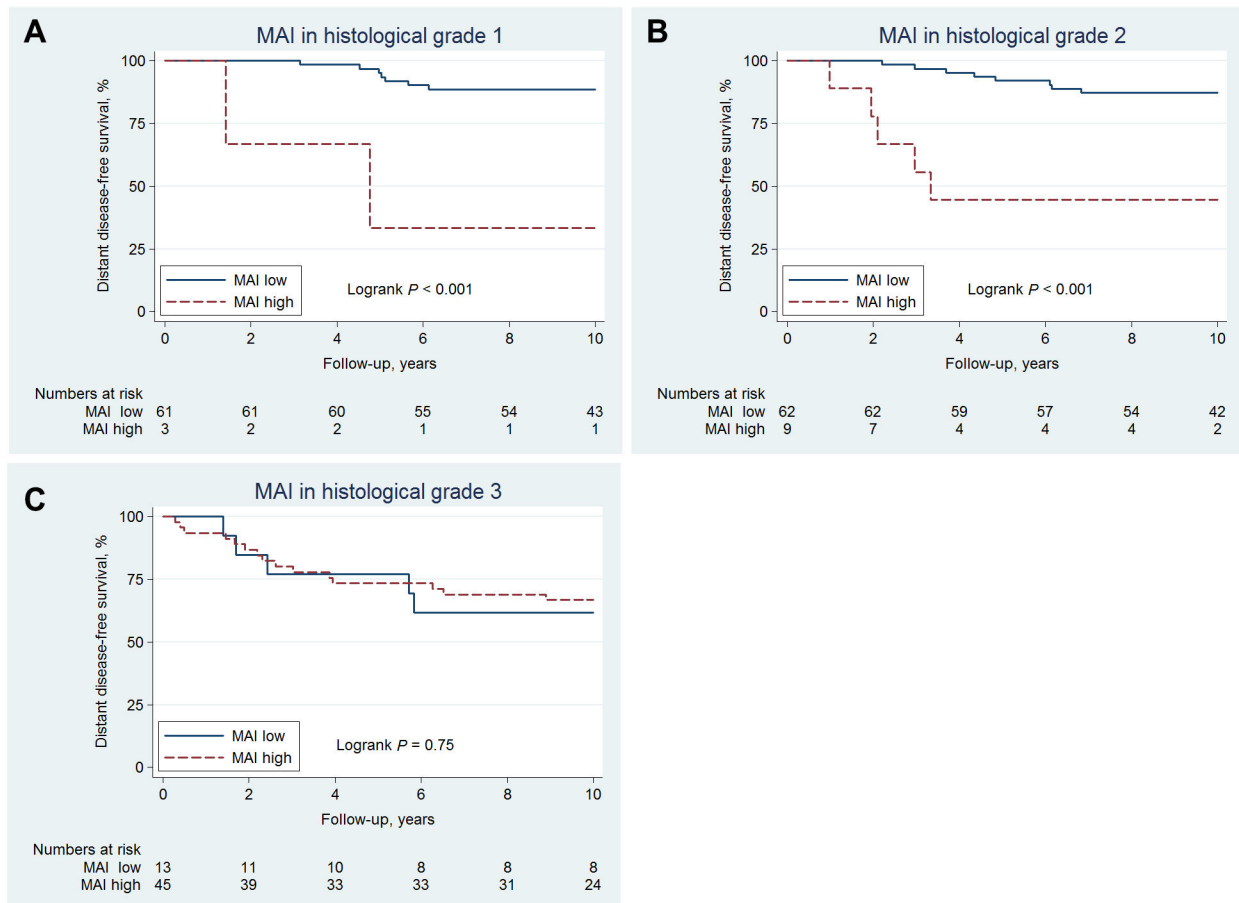 A
MAI in histological grade 1
Distant disease-free survival, %
100
75
50
25
0
MAI low
MAI high
Logrank P < 0.001
0 2 4 6 8 10
Follow-up, years
Numbers at risk
MAI low 61 61 60 55 54 43
MAI high 3 2 2 1 1 1
B
MAI in histological grade 2
Distant disease-free survival, %
100
75
50
25
0
MAI low
MAI high
Logrank P < 0.001
0 2 4 6 8 10
Follow-up, years
Numbers at risk
MAI low 62 62 59 57 54 42
MAI high 9 7 4 4 4 2
C
MAI in histological grade 3
Distant disease-free survival, %
100
75
50
25
0
MAI low
MAI high
Logrank P = 0.75
0 2 4 6 8 10
Follow-up, years
Numbers at risk
MAI low 13 11 10 8 8 8
MAI high 45 39 33 33 31 24